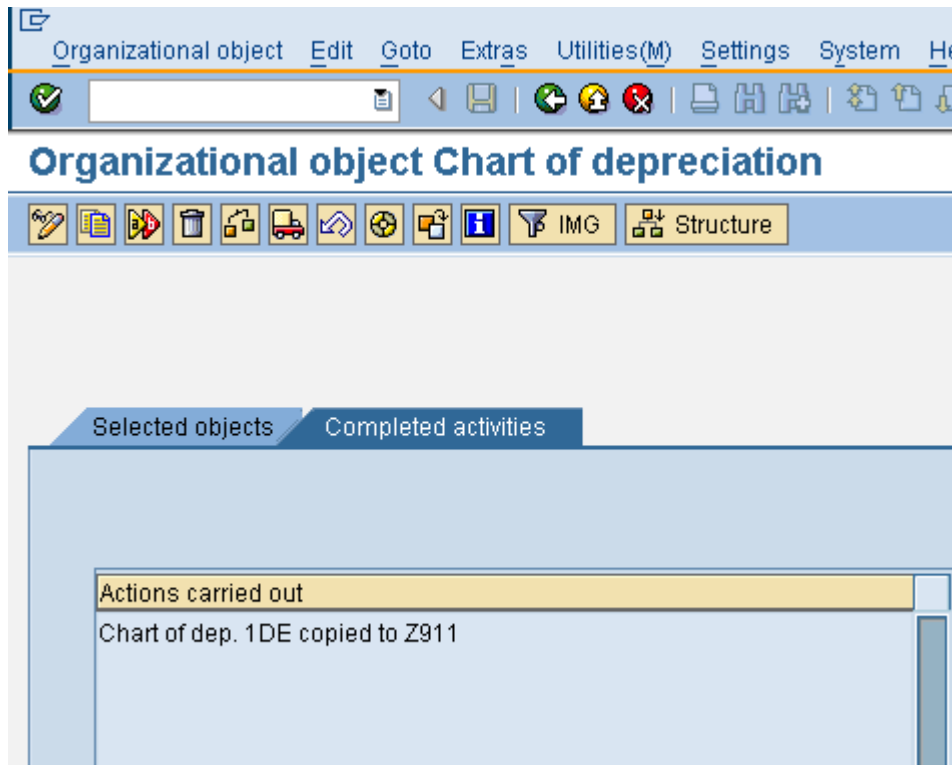 Organizational object Edit Goto Extras Utilities(M) Settings System
Organizational object Chart of depreciation
IMG Structure
Selected objects Completed activities
Actions carried out
Chart of dep. 1DE copied to Z911